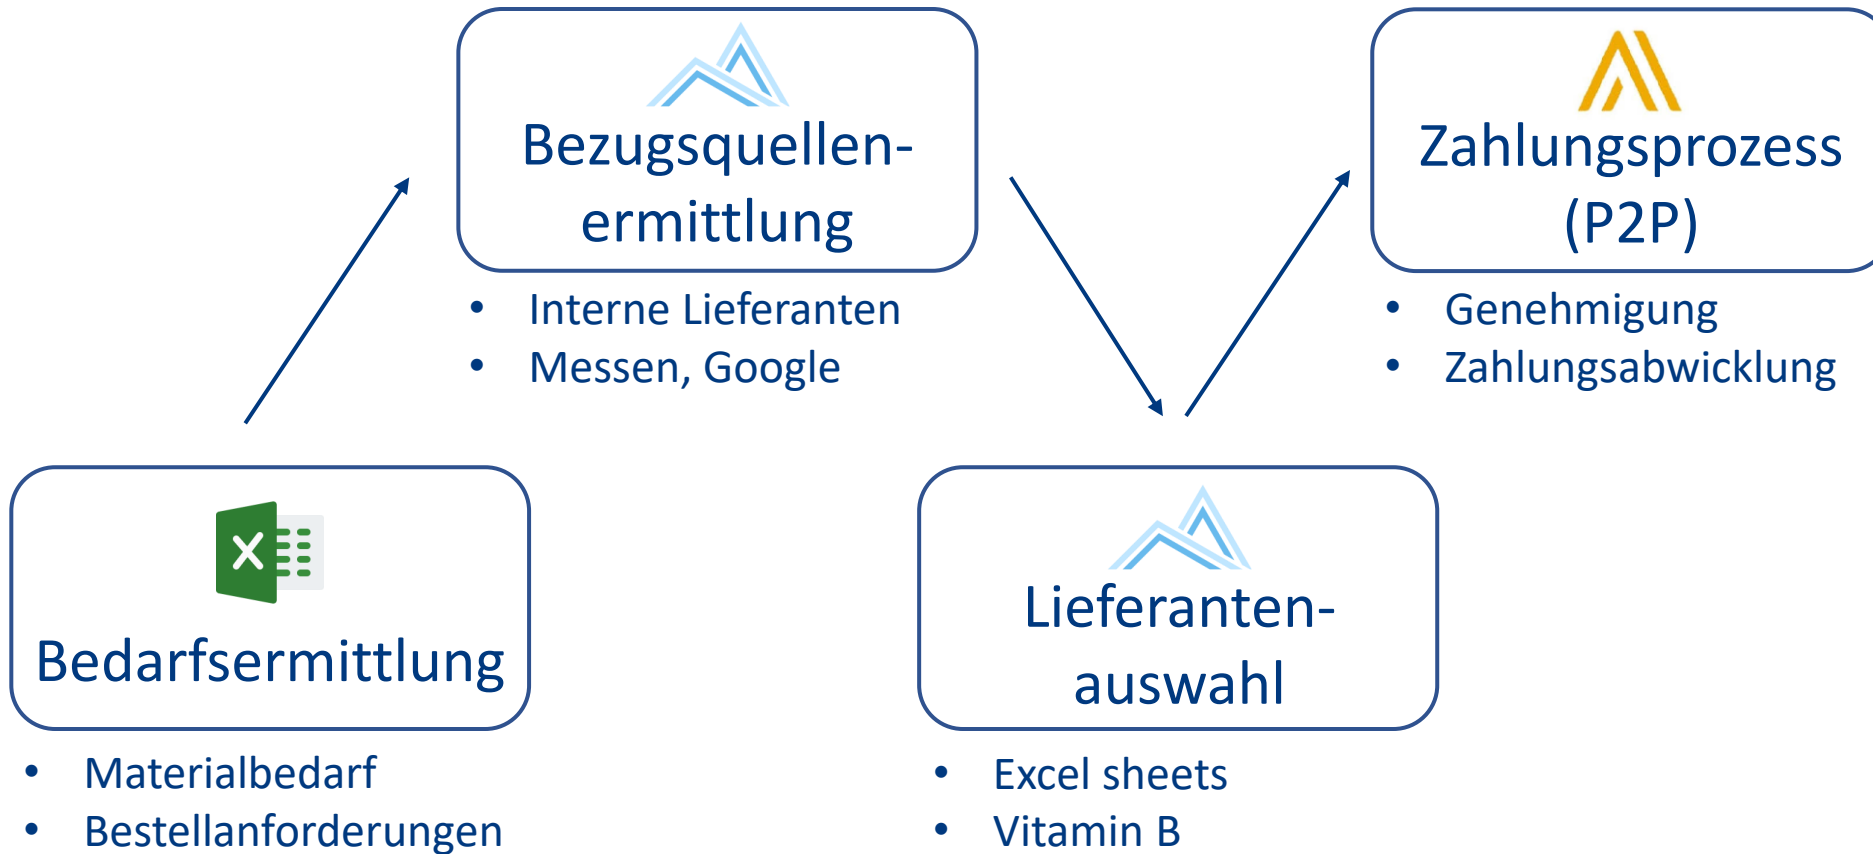 Bezugsquellen-
ermittlung
• Interne Lieferanten
• Messen, Google
Zahlungsprozess
(P2P)
• Genehmigung
• Zahlungsabwicklung
X
Bedarfsermittlung
• Materialbedarf
• Bestellanforderungen
Lieferanten-
auswahl
• Excel sheets
• Vitamin B